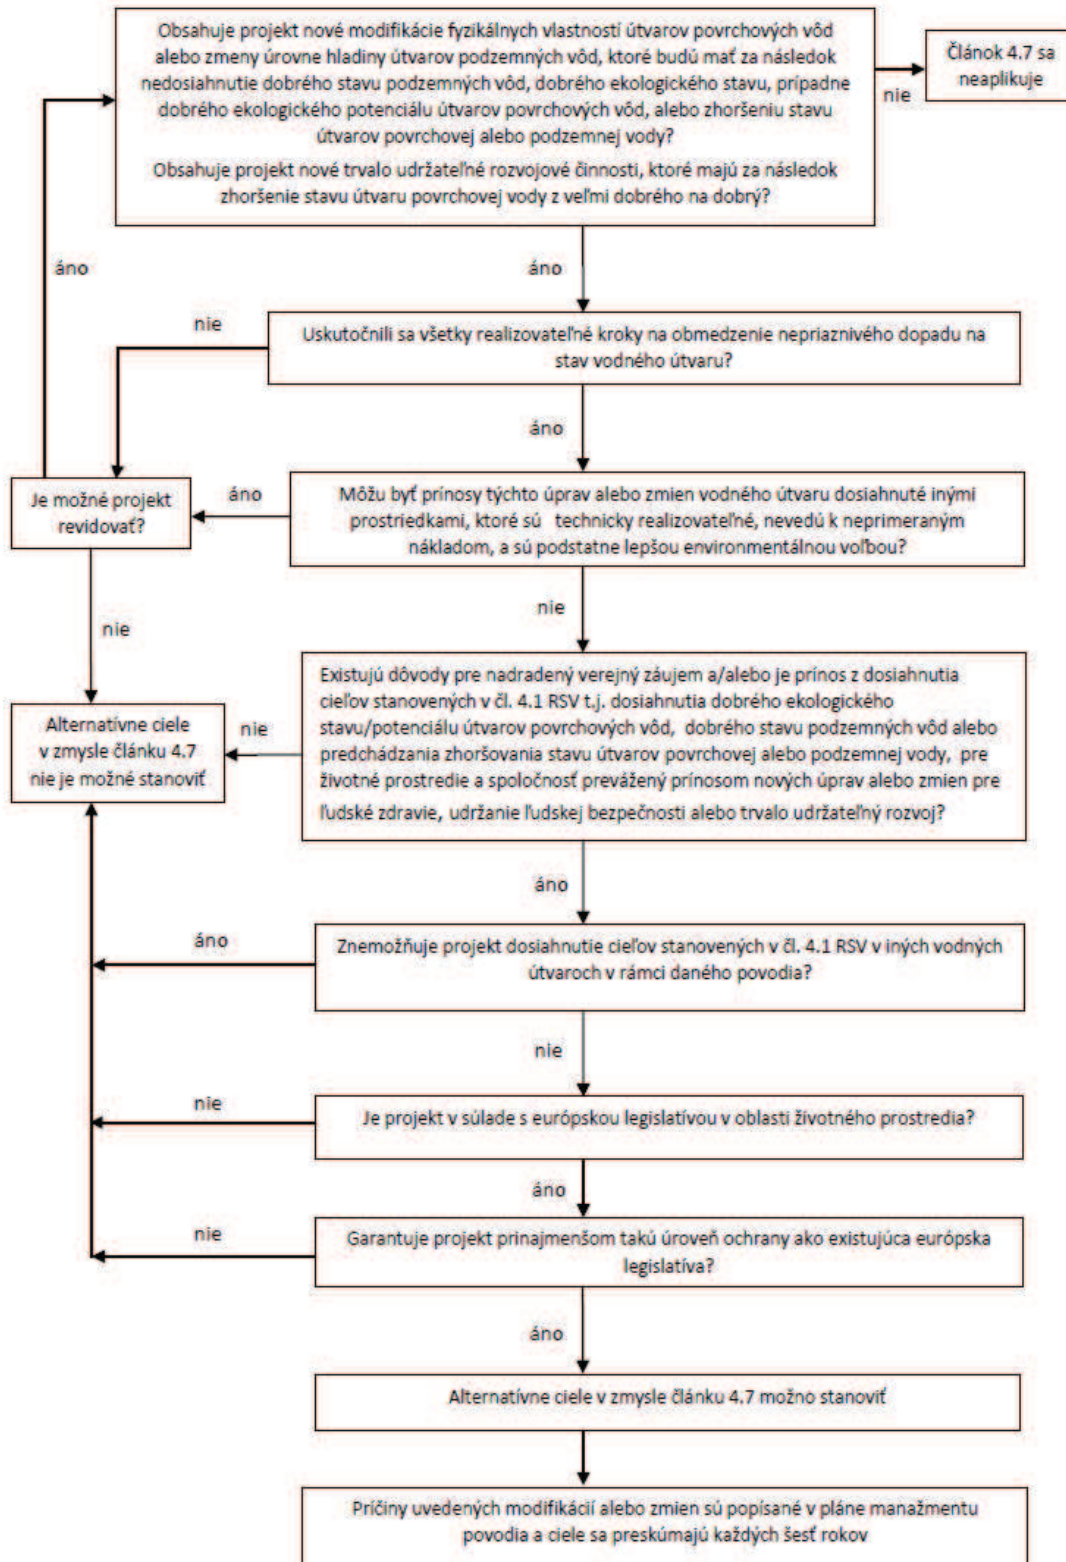 Obsahuje projekt nové modifikácie fyzikálnych vlastností útvarov povrchových vôd
alebo zmeny úrovne hladiny útvarov podzemných vôd, ktoré budú mať za následok
nedosiahnutie dobrého stavu podzemných vôd, dobrého ekologického stavu, prípadne
dobrého ekologického potenciálu útvarov povrchových vôd, alebo zhoršeniu stavu
útvarov povrchovej alebo podzemnej vody?
Obsahuje projekt nové trvalo udržateľné rozvojové činnosti, ktoré majú za následok
zhoršenie stavu útvaru povrchovej vody z veľmi dobrého na dobrý?
nie
Článok 4.7 sa
neaplikuje
áno
áno
nie
Uskutočnili sa všetky realizovateľné kroky na obmedzenie nepriaznivého dopadu na
stav vodného útvaru?
áno
Je možné projekt
revidovať?
áno
Môžu byť prínosy týchto úprav alebo zmien vodného útvaru dosiahnuté inými
prostriedkami, ktoré sú technicky realizovateľné, nevedú k neprimeraným
nákladom, a sú podstatne lepšou environmentálnou voľbou?
nie
nie
Alternatívne ciele
v zmysle článku 4.7
nie je možné stanoviť
nie
Existujú dôvody pre nadradený verejný záujem a/alebo je prínos z dosiahnutia
cieľov stanovených v čl. 4.1 RSV t.j. dosiahnutia dobrého ekologického
stavu/potenciálu útvarov povrchových vôd, dobrého stavu podzemných vôd alebo
predchádzania zhoršovania stavu útvarov povrchovej alebo podzemnej vody, pre
životné prostredie a spoločnosť prevážený prínosom nových úprav alebo zmien pre
ľudské zdravie, udržanie ľudskej bezpečnosti alebo trvalo udržateľný rozvoj?
áno
áno
Znemožňuje projekt dosiahnutie cieľov stanovených v čl. 4.1 RSV v iných vodných
útvaroch v rámci daného povodia?
nie
nie
Je projekt v súlade s európskou legislatívou v oblasti životného prostredia?
áno
nie
Garantuje projekt prinajmenšom takú úroveň ochrany ako existujúca európska
legislatíva?
áno
Alternatívne ciele v zmysle článku 4.7 možno stanoviť
Príčiny uvedených modifikácií alebo zmien sú popísané v pláne manažmentu
povodia a ciele sa preskúmajú každých šesť rokov